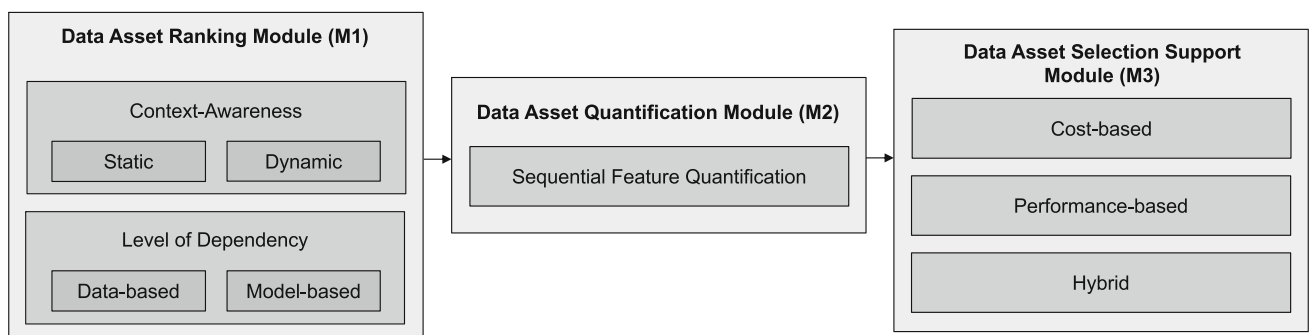 Data Asset Ranking Module (M1)
Context-Awareness
Static
Dynamic
Level of Dependency
Data-based
Model-based
Data Asset Quantification Module (M2)
Sequential Feature Quantification
Data Asset Selection Support
Module (M3)
Cost-based
Performance-based
Hybrid